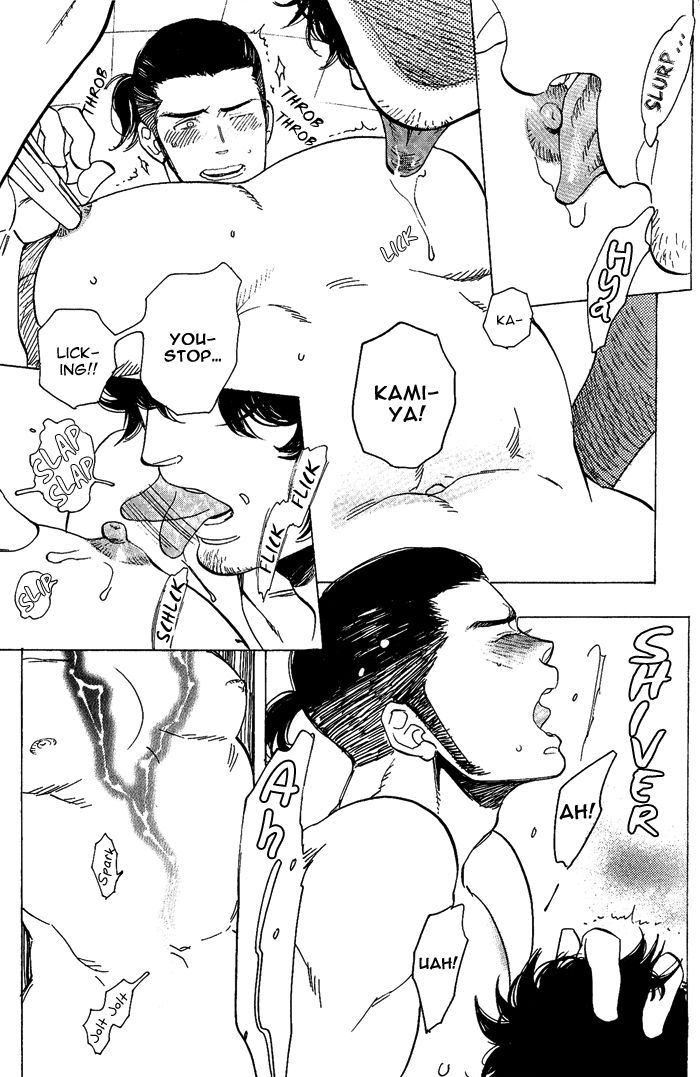 THROB
THROB
THROB
LICK
SLURP...
Hya
KA-
KAMI-
YA!
YOU-
STOP...
LICK-
ING!!
SLAP
SLAP
FLICK
FLICK
SLIP
SCHLCK
SHIVER
AH!
Ah
UAH!
Spark
Jolt Jolt